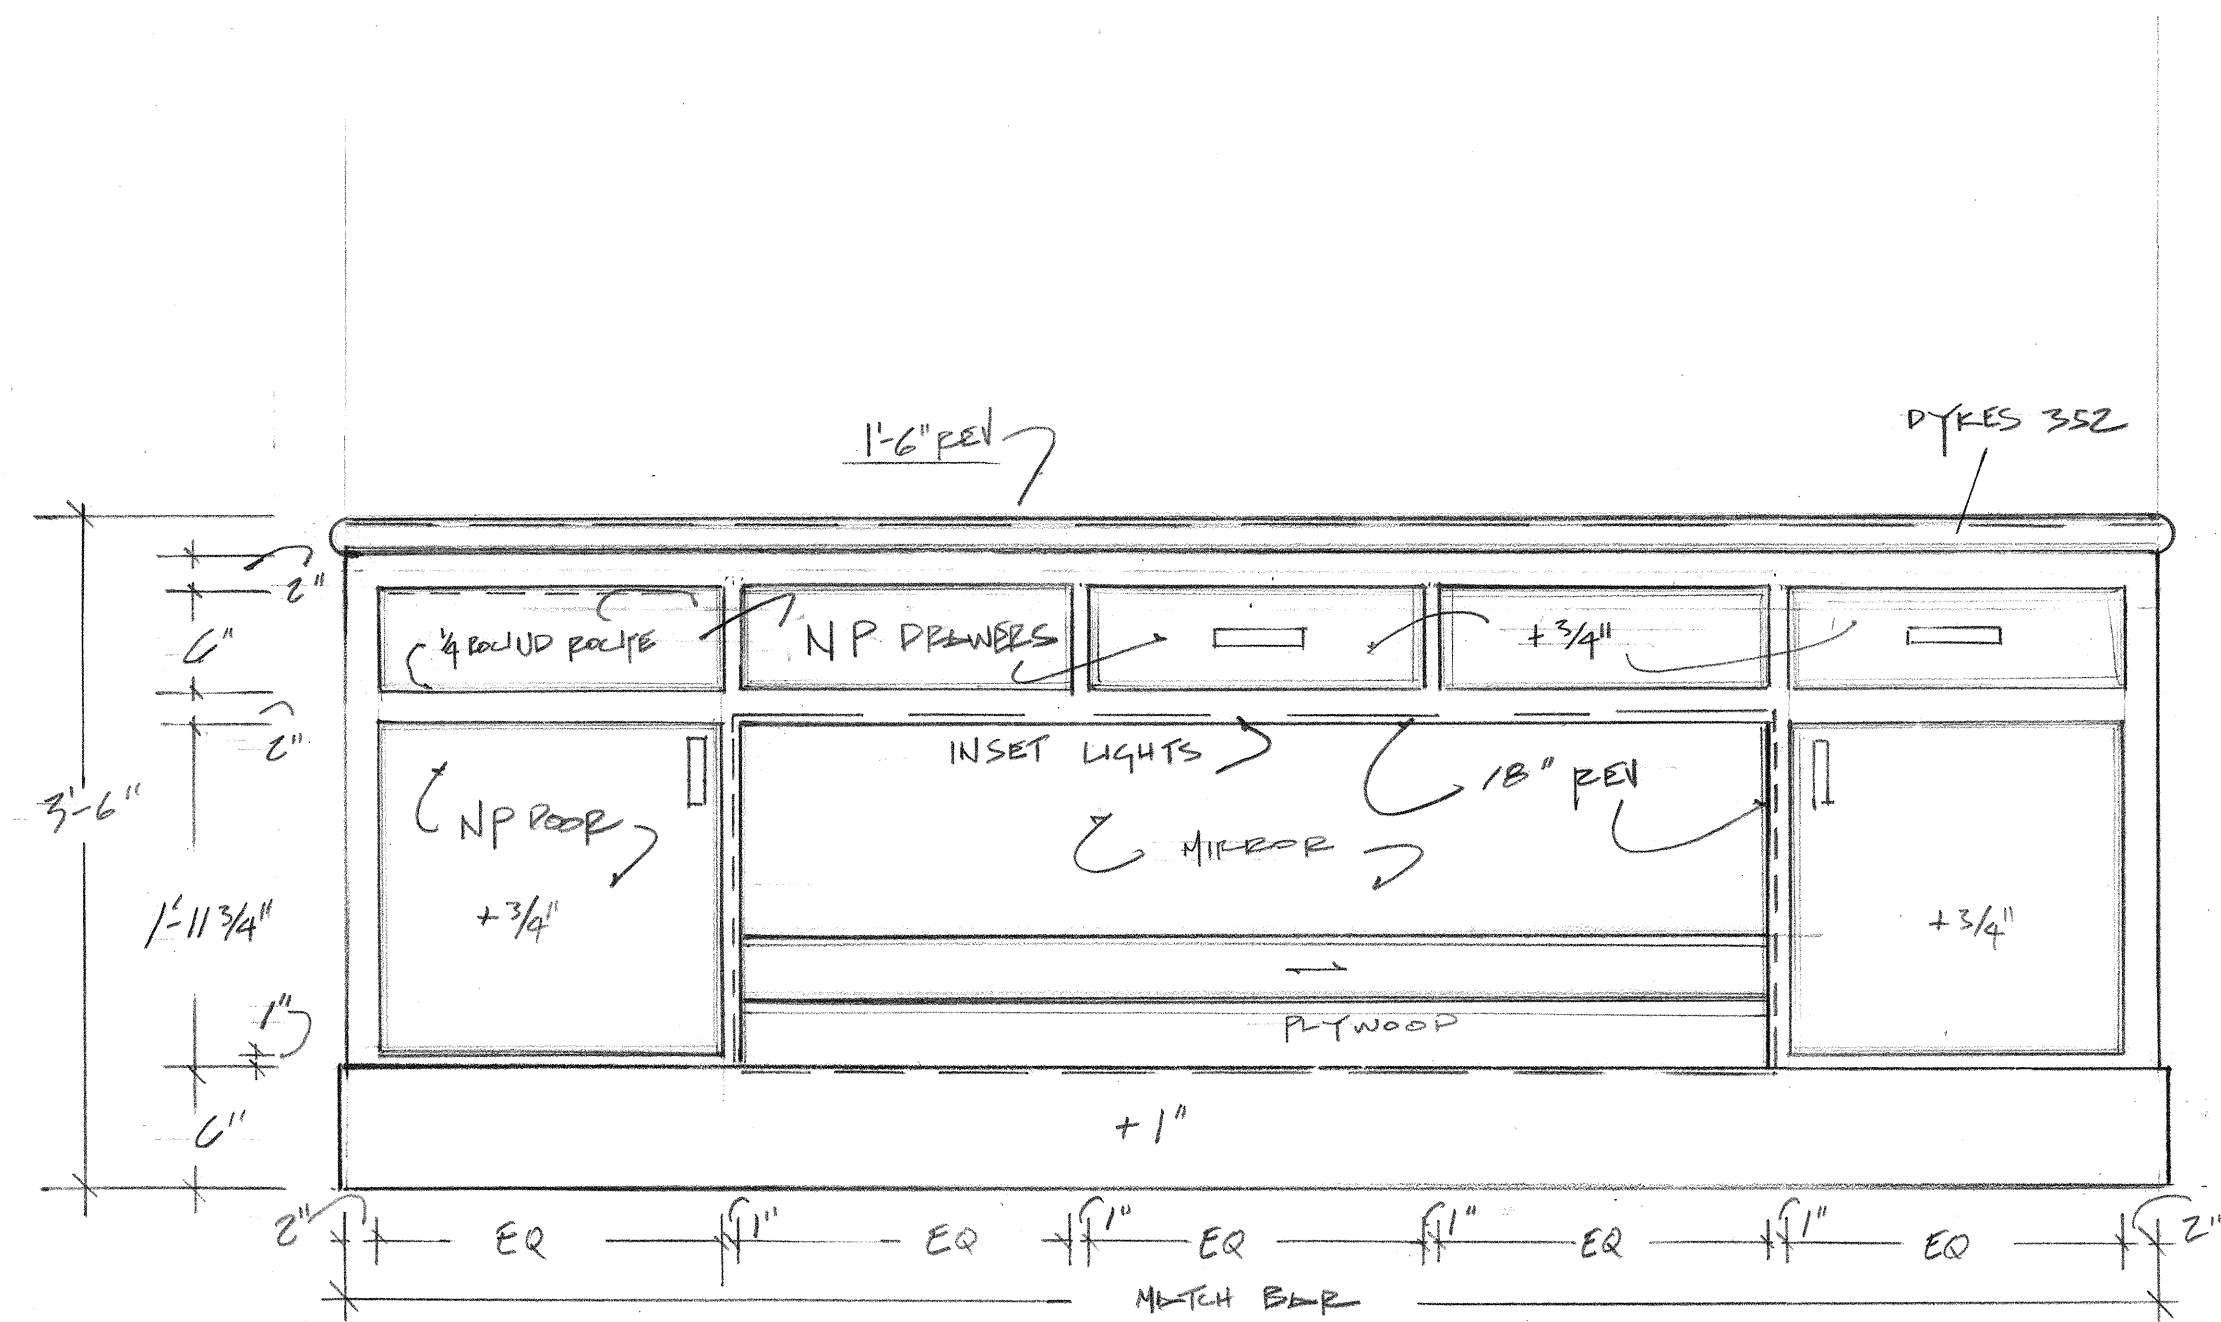 1'-6" REV
DYKES 352
2"
6"
1/4 ROUND ROUTE
NP DRAWERS
+3/4"
2"
INSET LIGHTS
18" REV
3'-6"
NP DOOR
MIRROR
1'-11 3/4"
+3/4"
+3/4"
1"
PLYWOOD
6"
+1"
2" EQ 1" EQ 1" EQ 1" EQ 1" EQ 2"
MATCH BAR